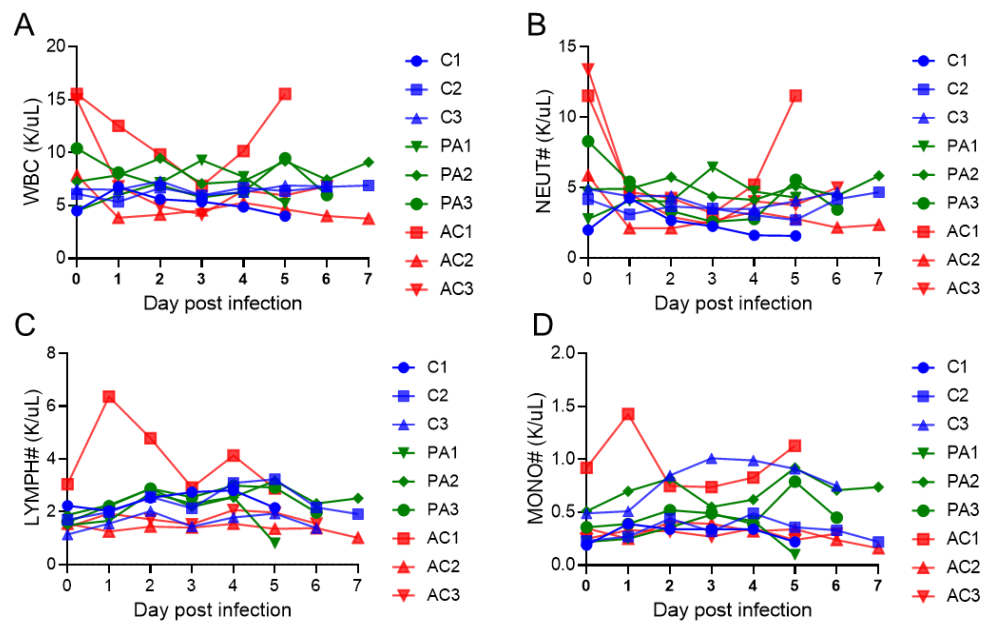 A
WBC (K/uL)
20
15
10
5
0
0 1 2 3 4 5 6 7
Day post infection
C1
C2
C3
PA1
PA2
PA3
AC1
AC2
AC3
B
NEUT# (K/uL)
15
10
5
0
0 1 2 3 4 5 6 7
Day post infection
C1
C2
C3
PA1
PA2
PA3
AC1
AC2
AC3
C
LYMPH# (K/uL)
8
6
4
2
0
0 1 2 3 4 5 6 7
Day post infection
C1
C2
C3
PA1
PA2
PA3
AC1
AC2
AC3
D
MONO# (K/uL)
2.0
1.5
1.0
0.5
0.0
0 1 2 3 4 5 6 7
Day post infection
C1
C2
C3
PA1
PA2
PA3
AC1
AC2
AC3